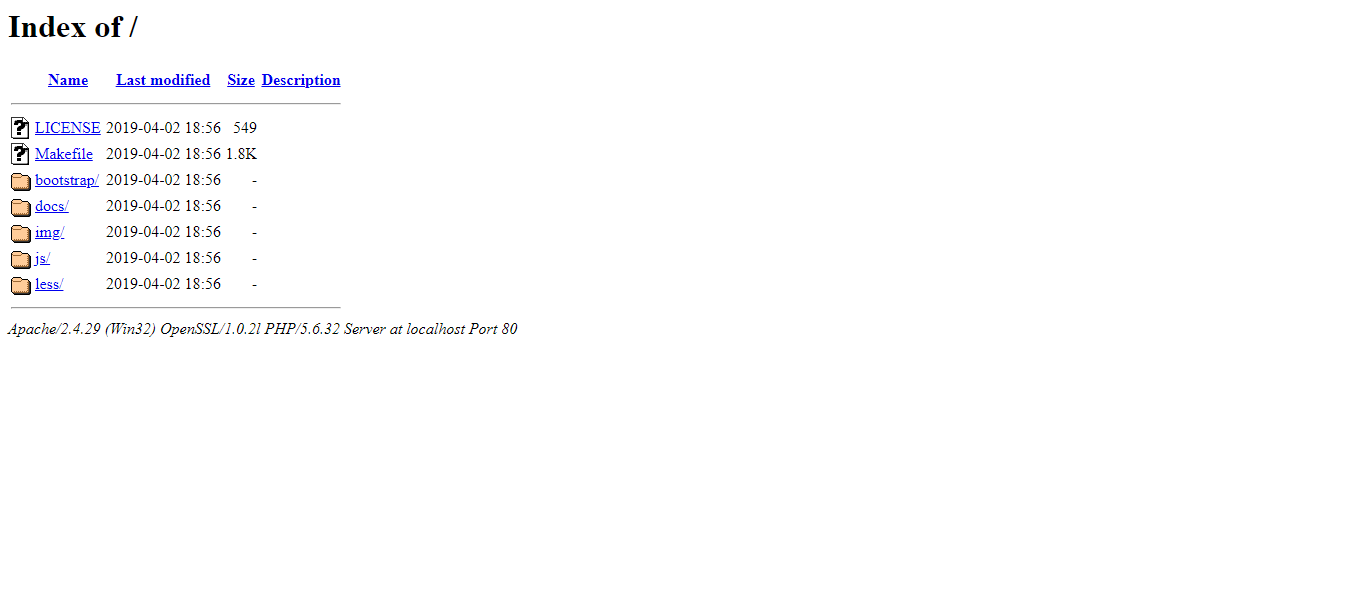 Index of /
Name Last modified Size Description
LICENSE 2019-04-02 18:56 549
Makefile 2019-04-02 18:56 1.8K
bootstrap/ 2019-04-02 18:56 -
docs/ 2019-04-02 18:56 -
img/ 2019-04-02 18:56 -
js/ 2019-04-02 18:56 -
less/ 2019-04-02 18:56 -
Apache/2.4.29 (Win32) OpenSSL/1.0.2l PHP/5.6.32 Server at localhost Port 80